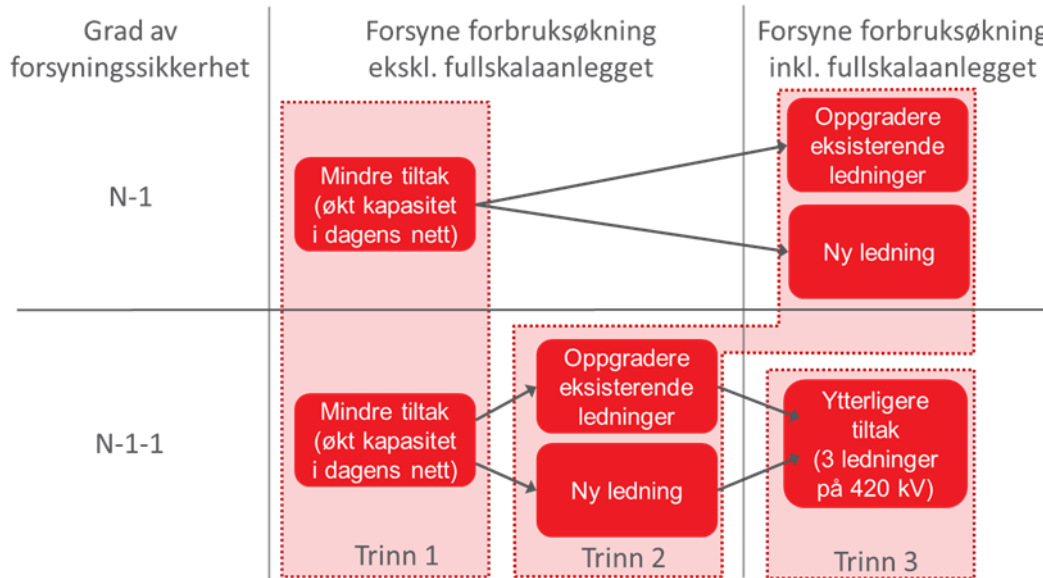 Grad av
forsyningssikkerhet
Forsyne forbruksøkning
ekskl. fullskalaanlegget
Forsyne forbruksøkning
inkl. fullskalaanlegget
N-1
Mindre tiltak
(økt kapasitet
i dagens nett)
Oppgradere
eksisterende
ledninger
Ny ledning
N-1-1
Mindre tiltak
(økt kapasitet
i dagens nett)
Oppgradere
eksisterende
ledninger
Ny ledning
Ytterligere
tiltak
(3 ledninger
på 420 kV)
Trinn 1
Trinn 2
Trinn 3